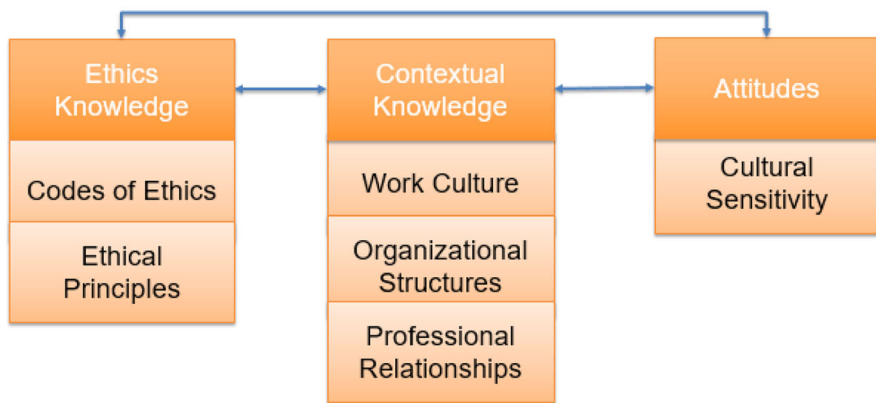 Ethics
Knowledge
Codes of Ethics
Ethical
Principles
Contextual
Knowledge
Work Culture
Organizational
Structures
Professional
Relationships
Attitudes
Cultural
Sensitivity